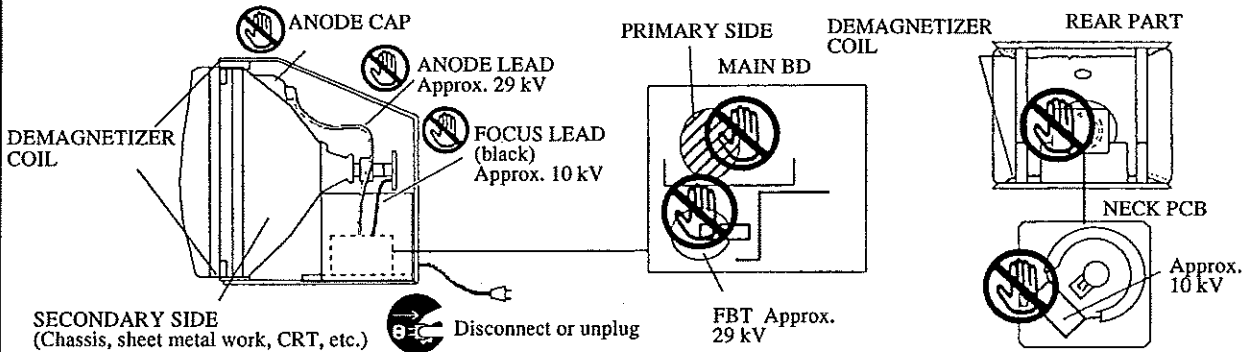 ANODE CAP
ANODE LEAD
Approx. 29 kV
FOCUS LEAD
(black)
Approx. 10 kV
DEMAGNETIZER
COIL
SECONDARY SIDE
(Chassis, sheet metal work, CRT, etc.)
Disconnect or unplug
PRIMARY SIDE
MAIN BD
FBT Approx.
29 kV
DEMAGNETIZER
COIL
REAR PART
NECK PCB
Approx.
10 kV